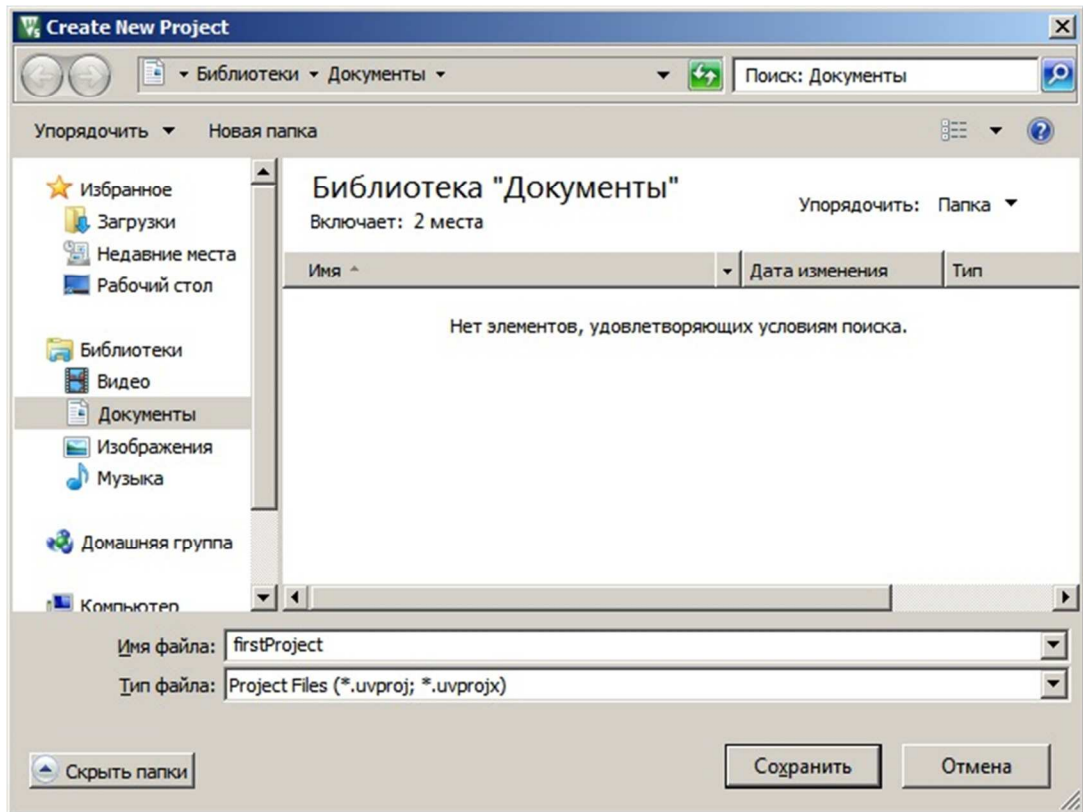 Create New Project
Библиотеки Документы Поиск: Документы
Упорядочить Новая папка
Избранное
Загрузки
Недавние места
Рабочий стол
Библиотеки
Видео
Документы
Изображения
Музыка
Домашняя группа
Компьютер
Библиотека "Документы"
Включает: 2 места
Упорядочить: Папка
Имя Дата изменения Тип
Нет элементов, удовлетворяющих условиям поиска.
Имя файла: firstProject
Тип файла: Project Files (*.uvproj; *.uvprojx)
Скрыть папки Сохранить Отмена